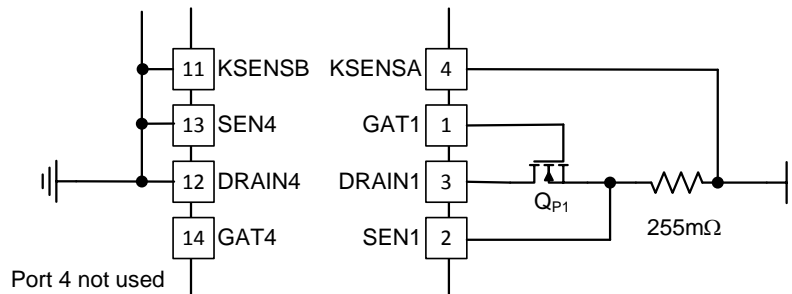 11 KSENSB KSENSA 4
13 SEN4 GAT1 1
12 DRAIN4 DRAIN1 3
QP1
14 GAT4 SEN1 2
255mΩ
Port 4 not used